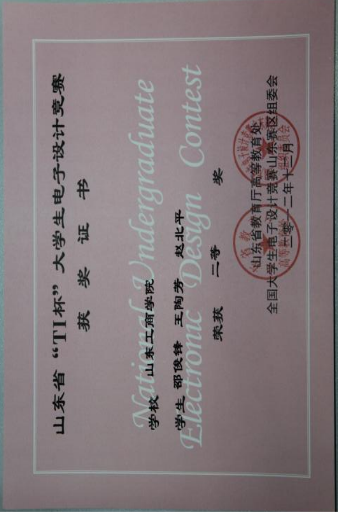 山东省“TI杯”大学生电子设计竞赛
获奖证书
National Undergraduate
Electronic Design Contest
学校 山东工商学院
学生 邵俊锋 王陶芳 赵北平
荣获 二等 奖
山东省教育厅高等教育处
全国大学生电子设计竞赛山东赛区组委会
二〇一二年十二月